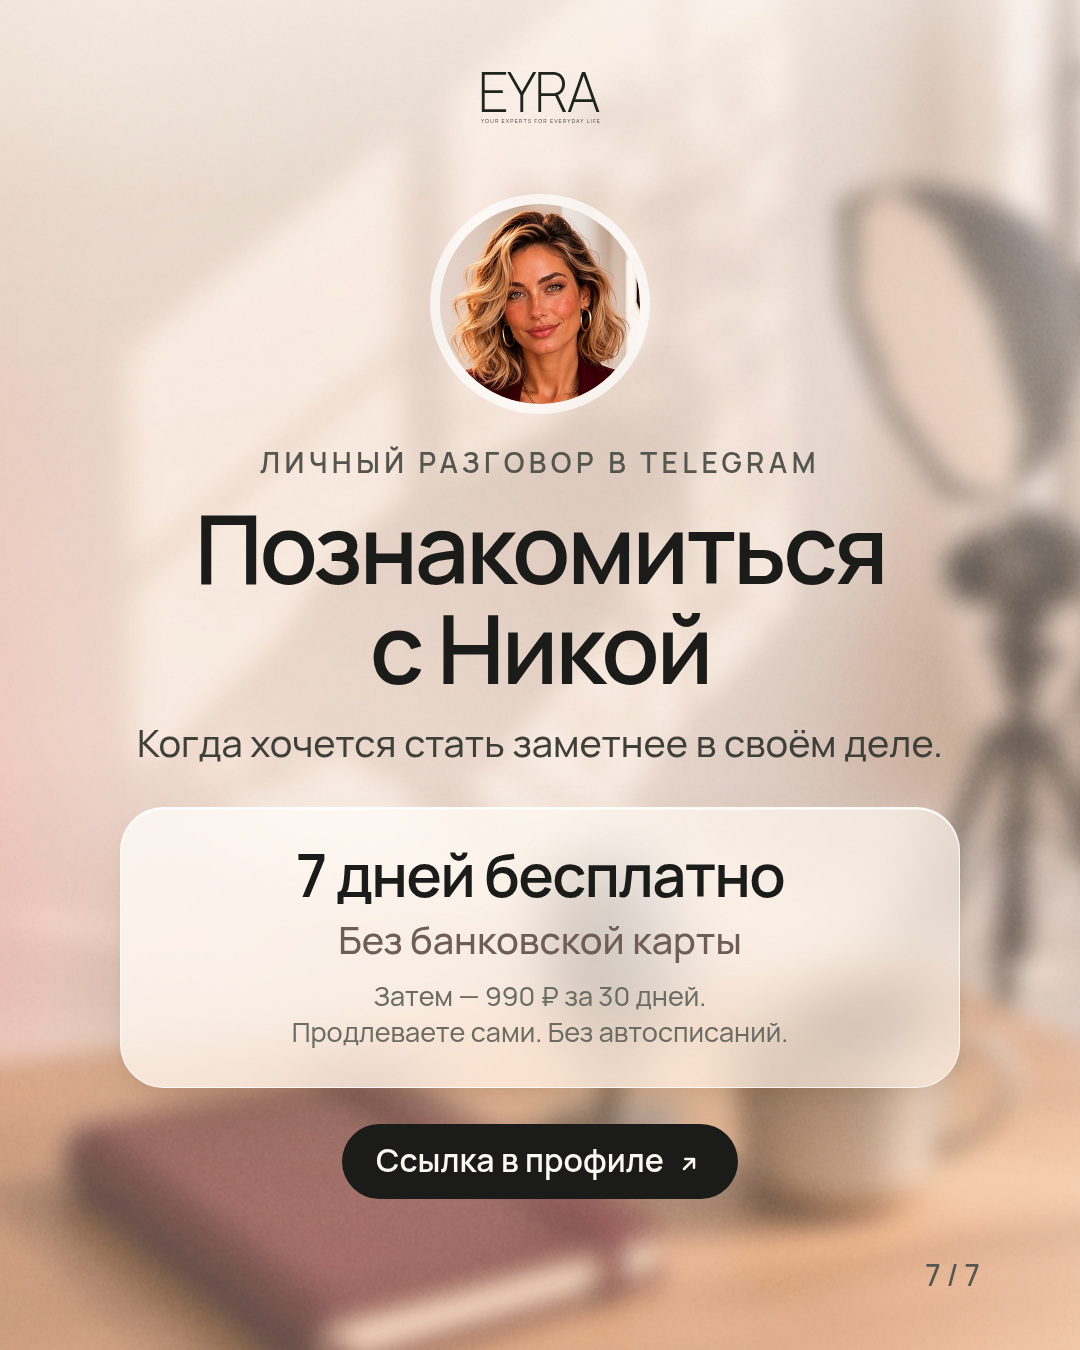 EYRA
YOUR EXPERTS FOR EVERYDAY LIFE
ЛИЧНЫЙ РАЗГОВОР В TELEGRAM
Познакомиться
с Никой
Когда хочется стать заметнее в своём деле.
7 дней бесплатно
Без банковской карты
Затем — 990 ₽ за 30 дней.
Продлеваете сами. Без автосписаний.
Ссылка в профиле ↗
7 / 7